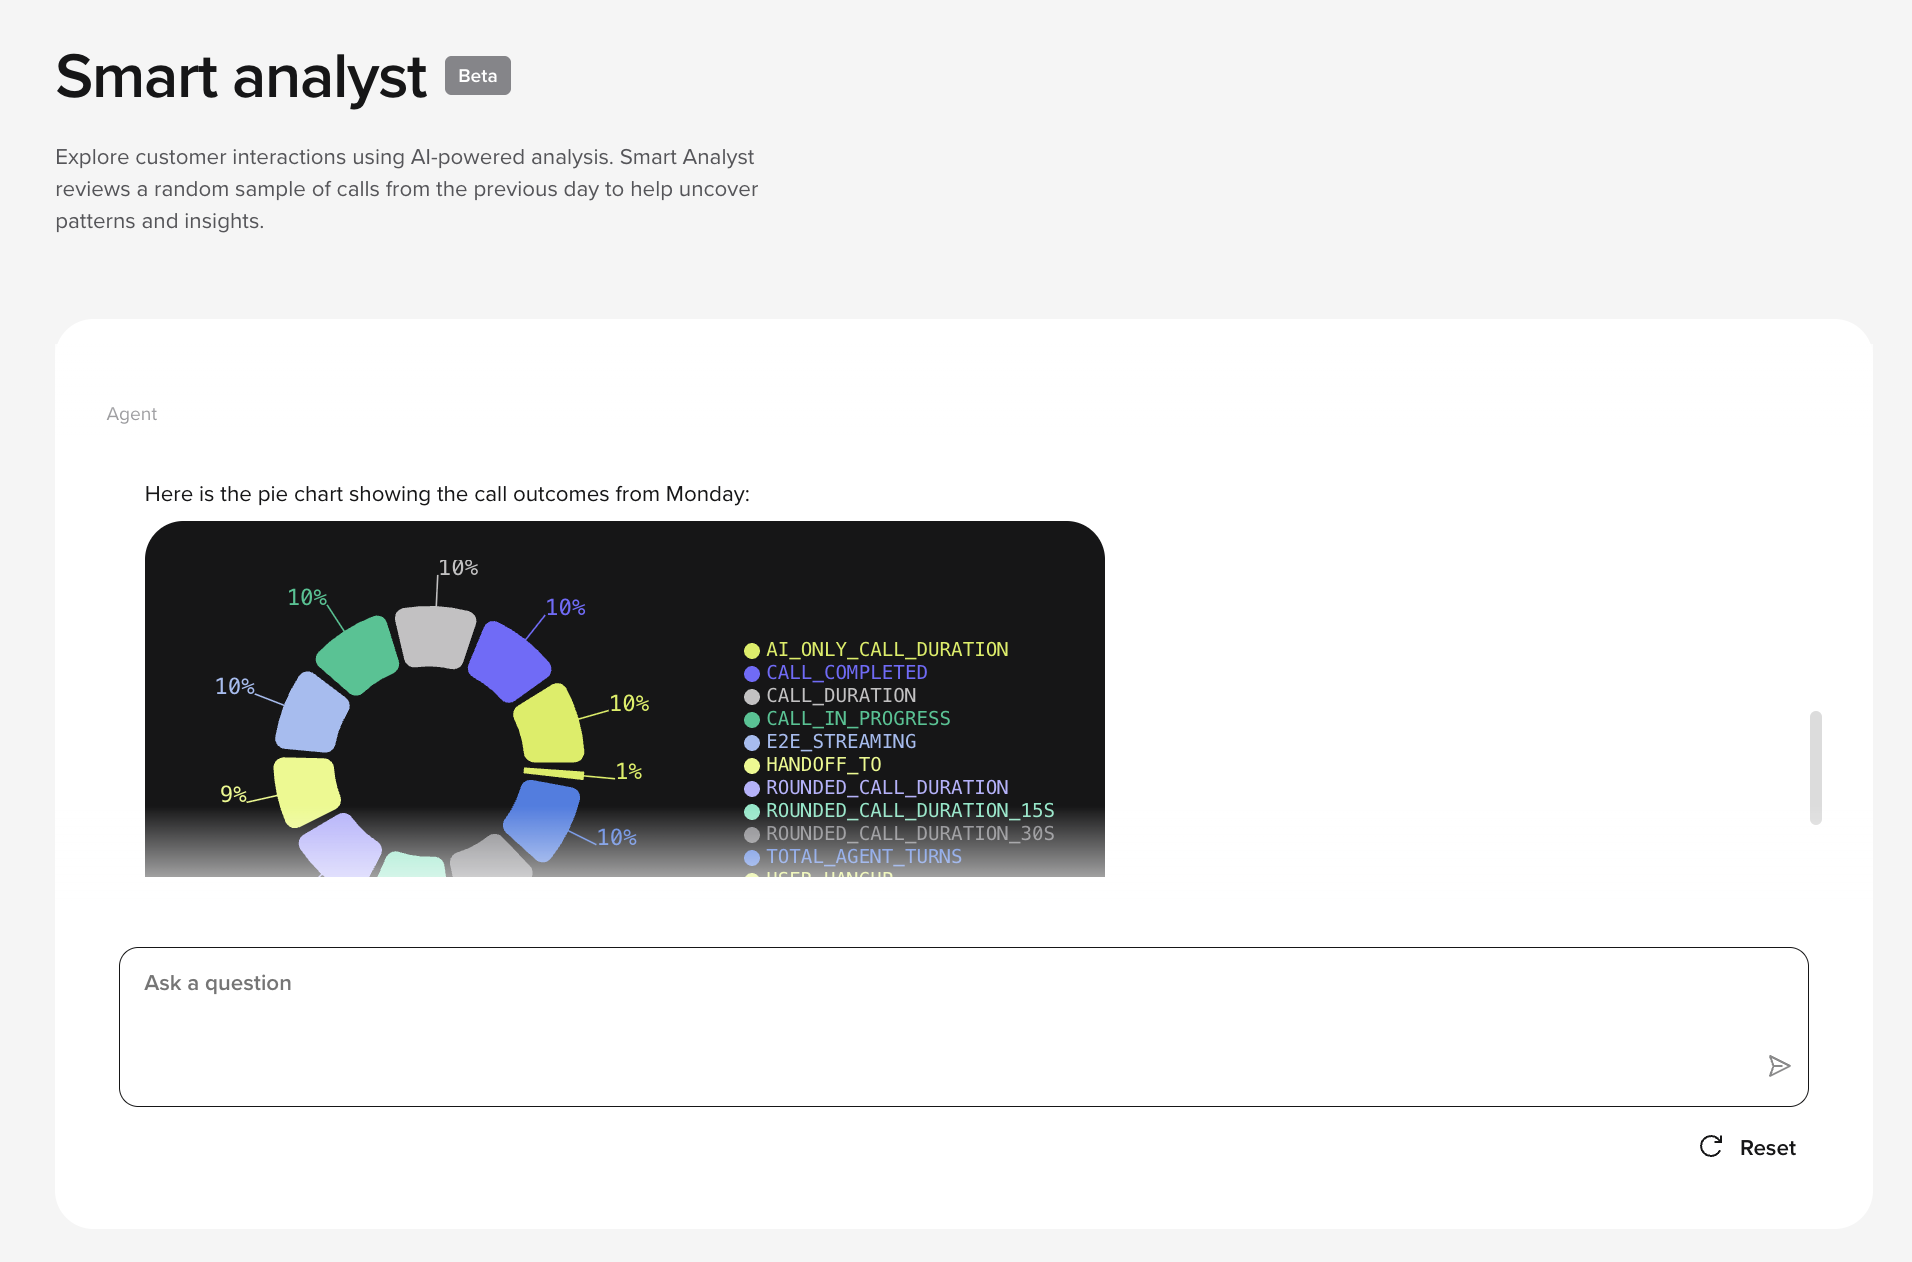 Smart analyst
Beta
Explore customer interactions using AI-powered analysis. Smart Analyst
reviews a random sample of calls from the previous day to help uncover
patterns and insights.
Agent
Here is the pie chart showing the call outcomes from Monday:
10%
10%
10%
10%
10%
1%
9%
10%
AI_ONLY_CALL_DURATION
CALL_COMPLETED
CALL_DURATION
CALL_IN_PROGRESS
E2E_STREAMING
HANDOFF_TO
ROUNDED_CALL_DURATION
ROUNDED_CALL_DURATION_15S
ROUNDED_CALL_DURATION_30S
TOTAL_AGENT_TURNS
USER_HANGUP
Ask a question
Reset